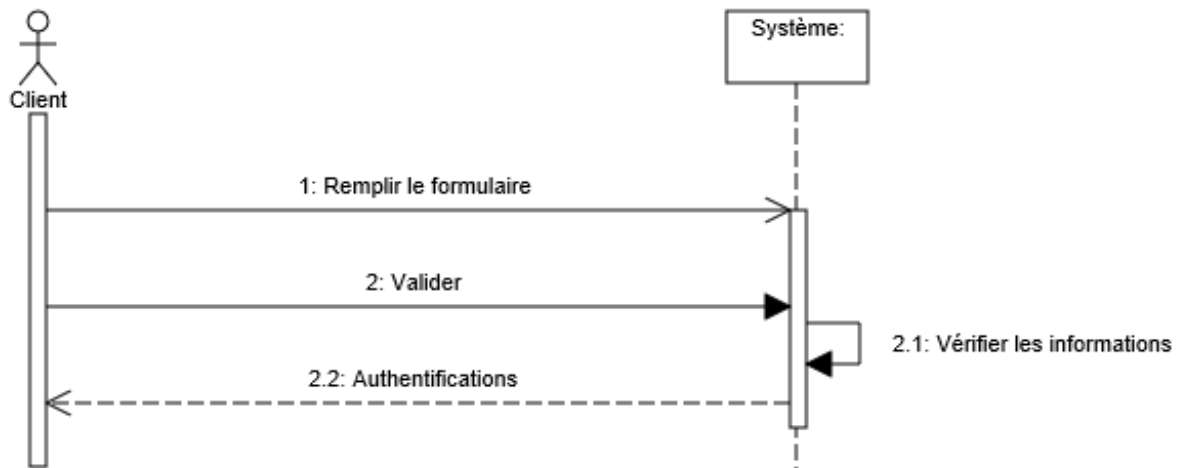 Système:
Client
1: Remplir le formulaire
2: Valider
2.1: Vérifier les informations
2.2: Authentifications